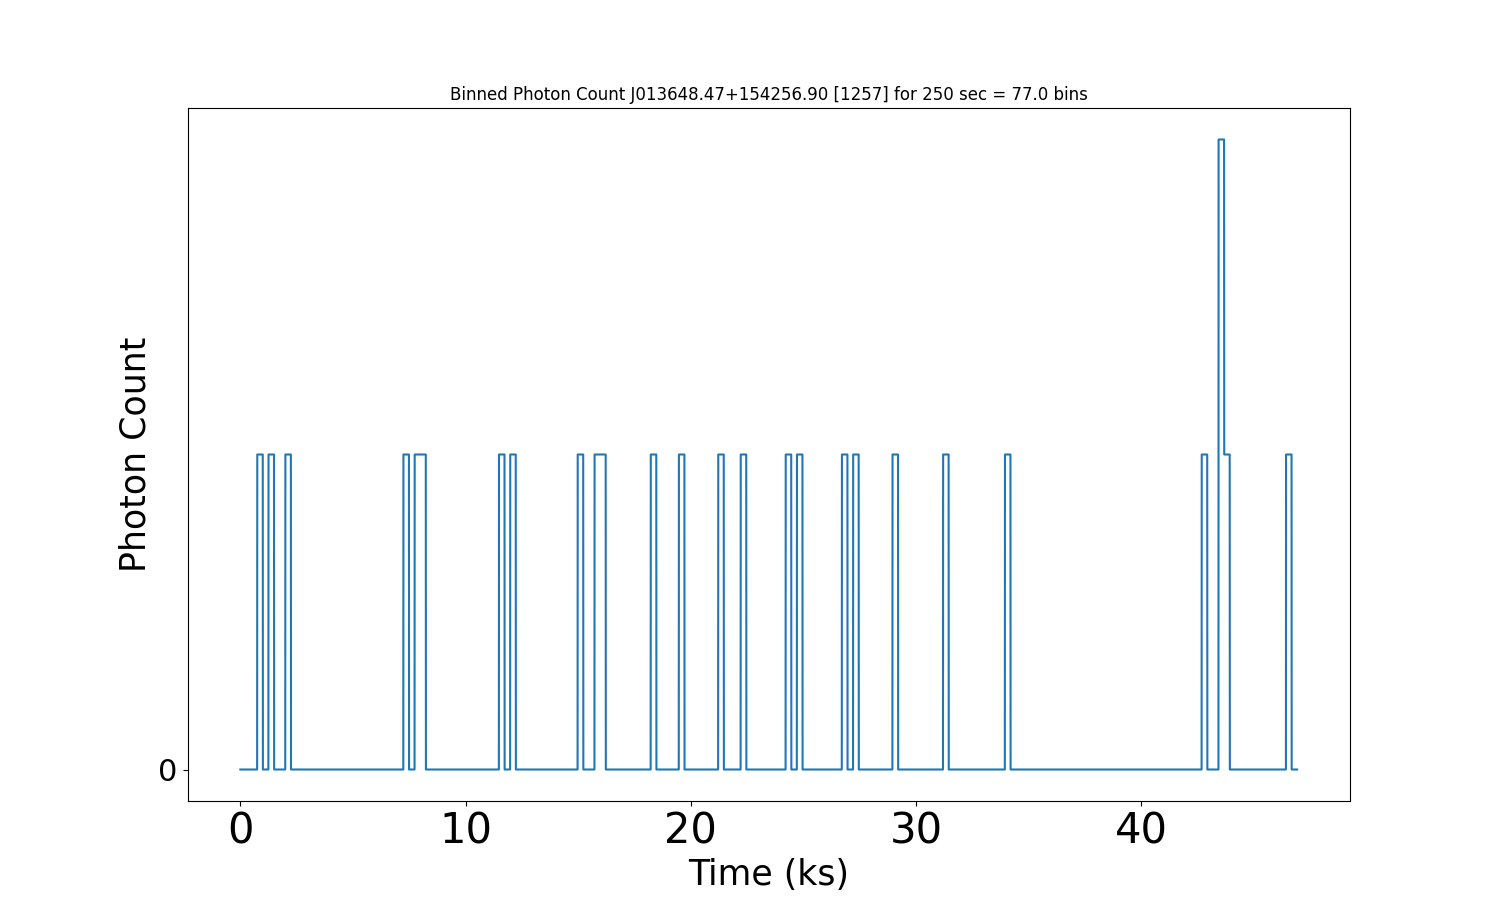 Binned Photon Count J013648.47+154256.90 [1257] for 250 sec = 77.0 bins
Photon Count
0
0 10 20 30 40
Time (ks)